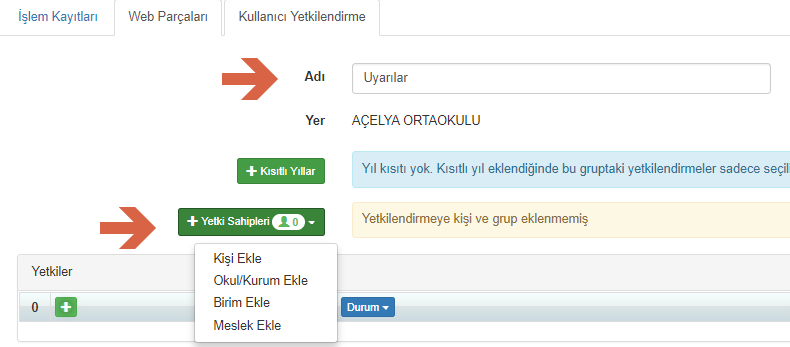 İşlem Kayıtları Web Parçaları Kullanıcı Yetkilendirme
Adı Uyarılar
Yer AÇELYA ORTAOKULU
Kısıtlı Yıllar Yıl kısıtı yok. Kısıtlı yıl eklendiğinde bu gruptaki yetkilendirmeler sadece seçili
Yetki Sahipleri 0 Yetkilendirmeye kişi ve grup eklenmemiş
Kişi Ekle
Okul/Kurum Ekle
Birim Ekle
Meslek Ekle
Yetkiler
0 Durum